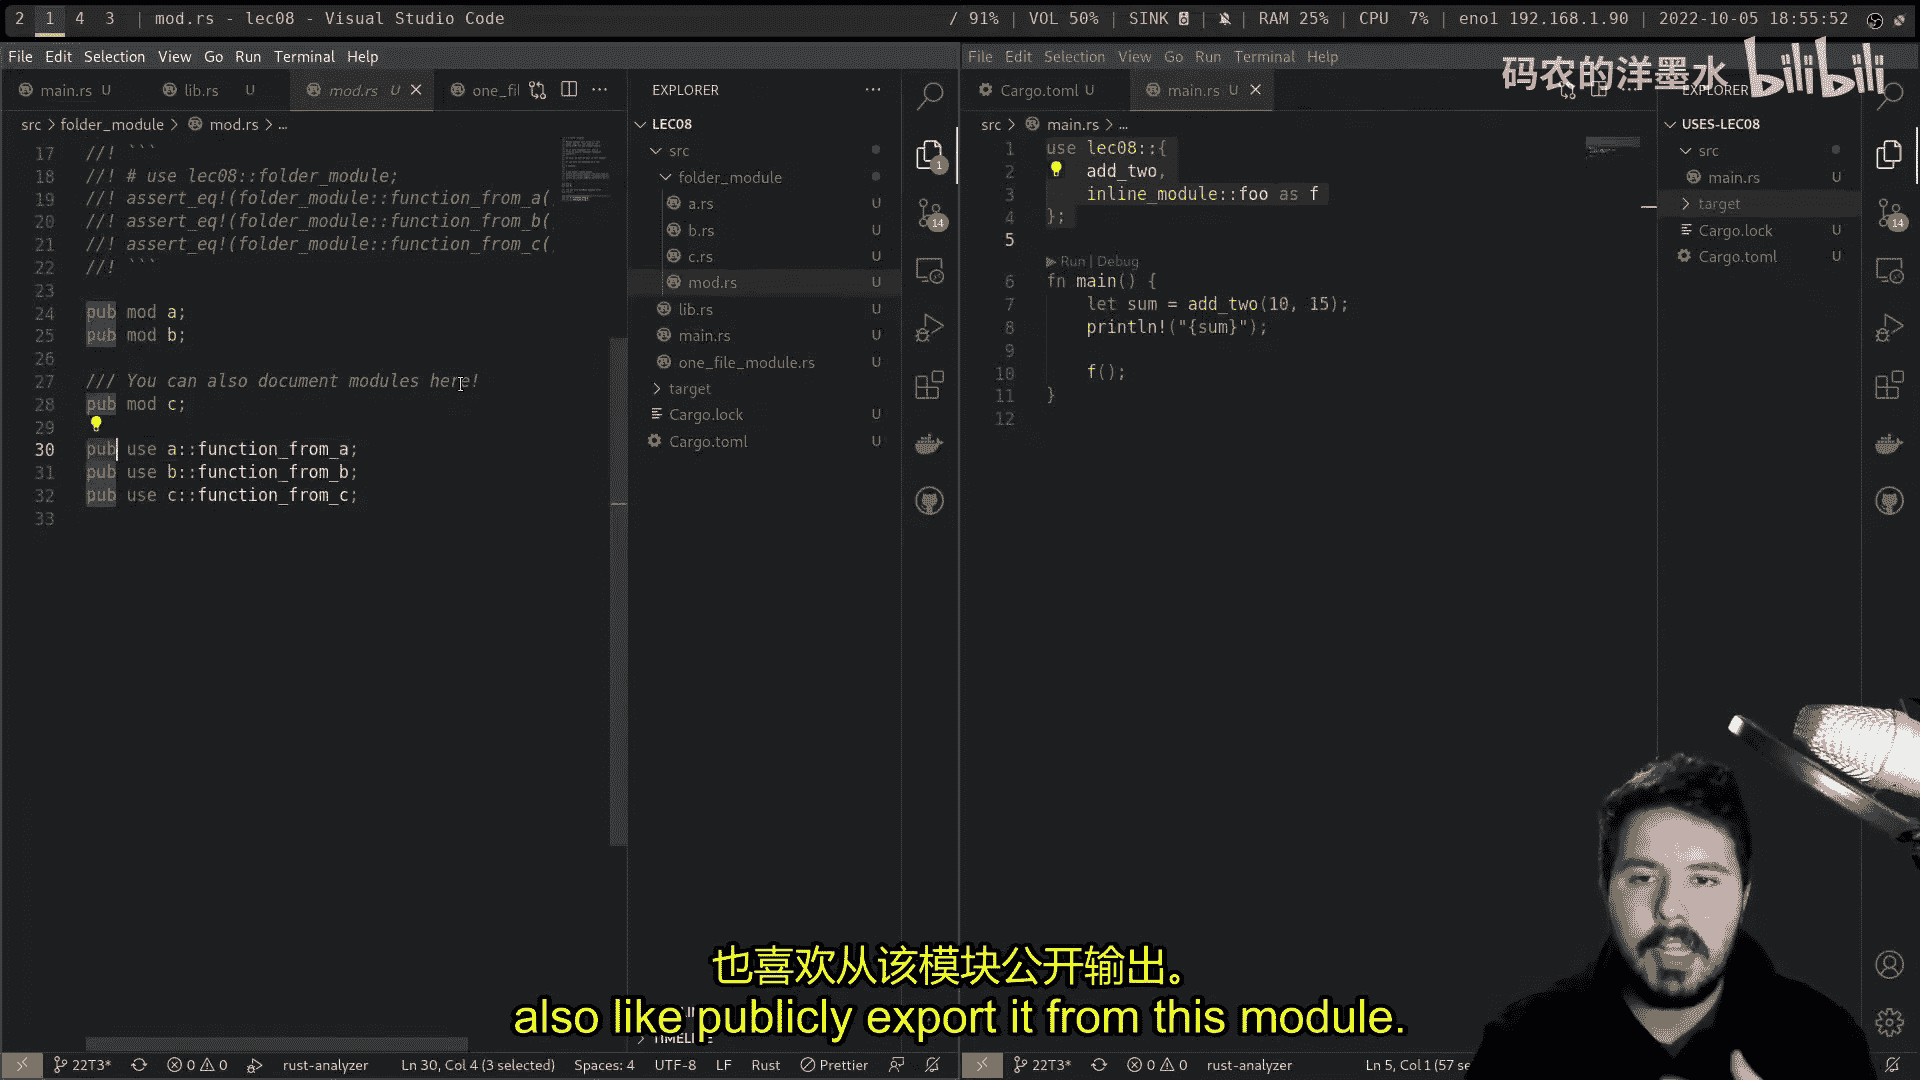 2 1 4 3 | mod.rs - lec08 - Visual Studio Code
/ 91% | VOL 50% | SINK | | RAM 25% | CPU 7% | eno1 192.168.1.90 | 2022-10-05 18:55:52
File Edit Selection View Go Run Terminal Help
main.rs U lib.rs U mod.rs U one_fil
src > folder_module > mod.rs > ...
17 //! ```
18 //! # use lec08::folder_module;
19 //! assert_eq!(folder_module::function_from_a(
20 //! assert_eq!(folder_module::function_from_b(
21 //! assert_eq!(folder_module::function_from_c(
22 //! ```
23
24 pub mod a;
25 pub mod b;
26
27 /// You can also document modules here!
28 pub mod c;
29
30 pub use a::function_from_a;
31 pub use b::function_from_b;
32 pub use c::function_from_c;
33
EXPLORER
LEC08
src
folder_module
a.rs U
b.rs U
c.rs U
mod.rs U
lib.rs U
main.rs U
one_file_module.rs U
target
Cargo.lock U
Cargo.toml U
TIMELINE
1
14
File Edit Selection View Go Run Terminal Help
码农的洋墨水 bilibili
Cargo.toml U main.rs U
src > main.rs > ...
1 use lec08::{
2 add_two,
3 inline_module::foo as f
4 };
5
Run | Debug
6 fn main() {
7 let sum = add_two(10, 15);
8 println!("{sum}");
9
10 f();
11 }
12
EXPLORER
USES-LEC08
src
main.rs U
target
Cargo.lock U
Cargo.toml U
14
也喜欢从该模块公开输出。
also like publicly export it from this module.
22T3* 0 0 rust-analyzer Ln 30, Col 4 (3 selected) Spaces: 4 UTF-8 LF Rust Prettier
22T3* 0 0 rust-analyzer Ln 5, Col 1 (57 se